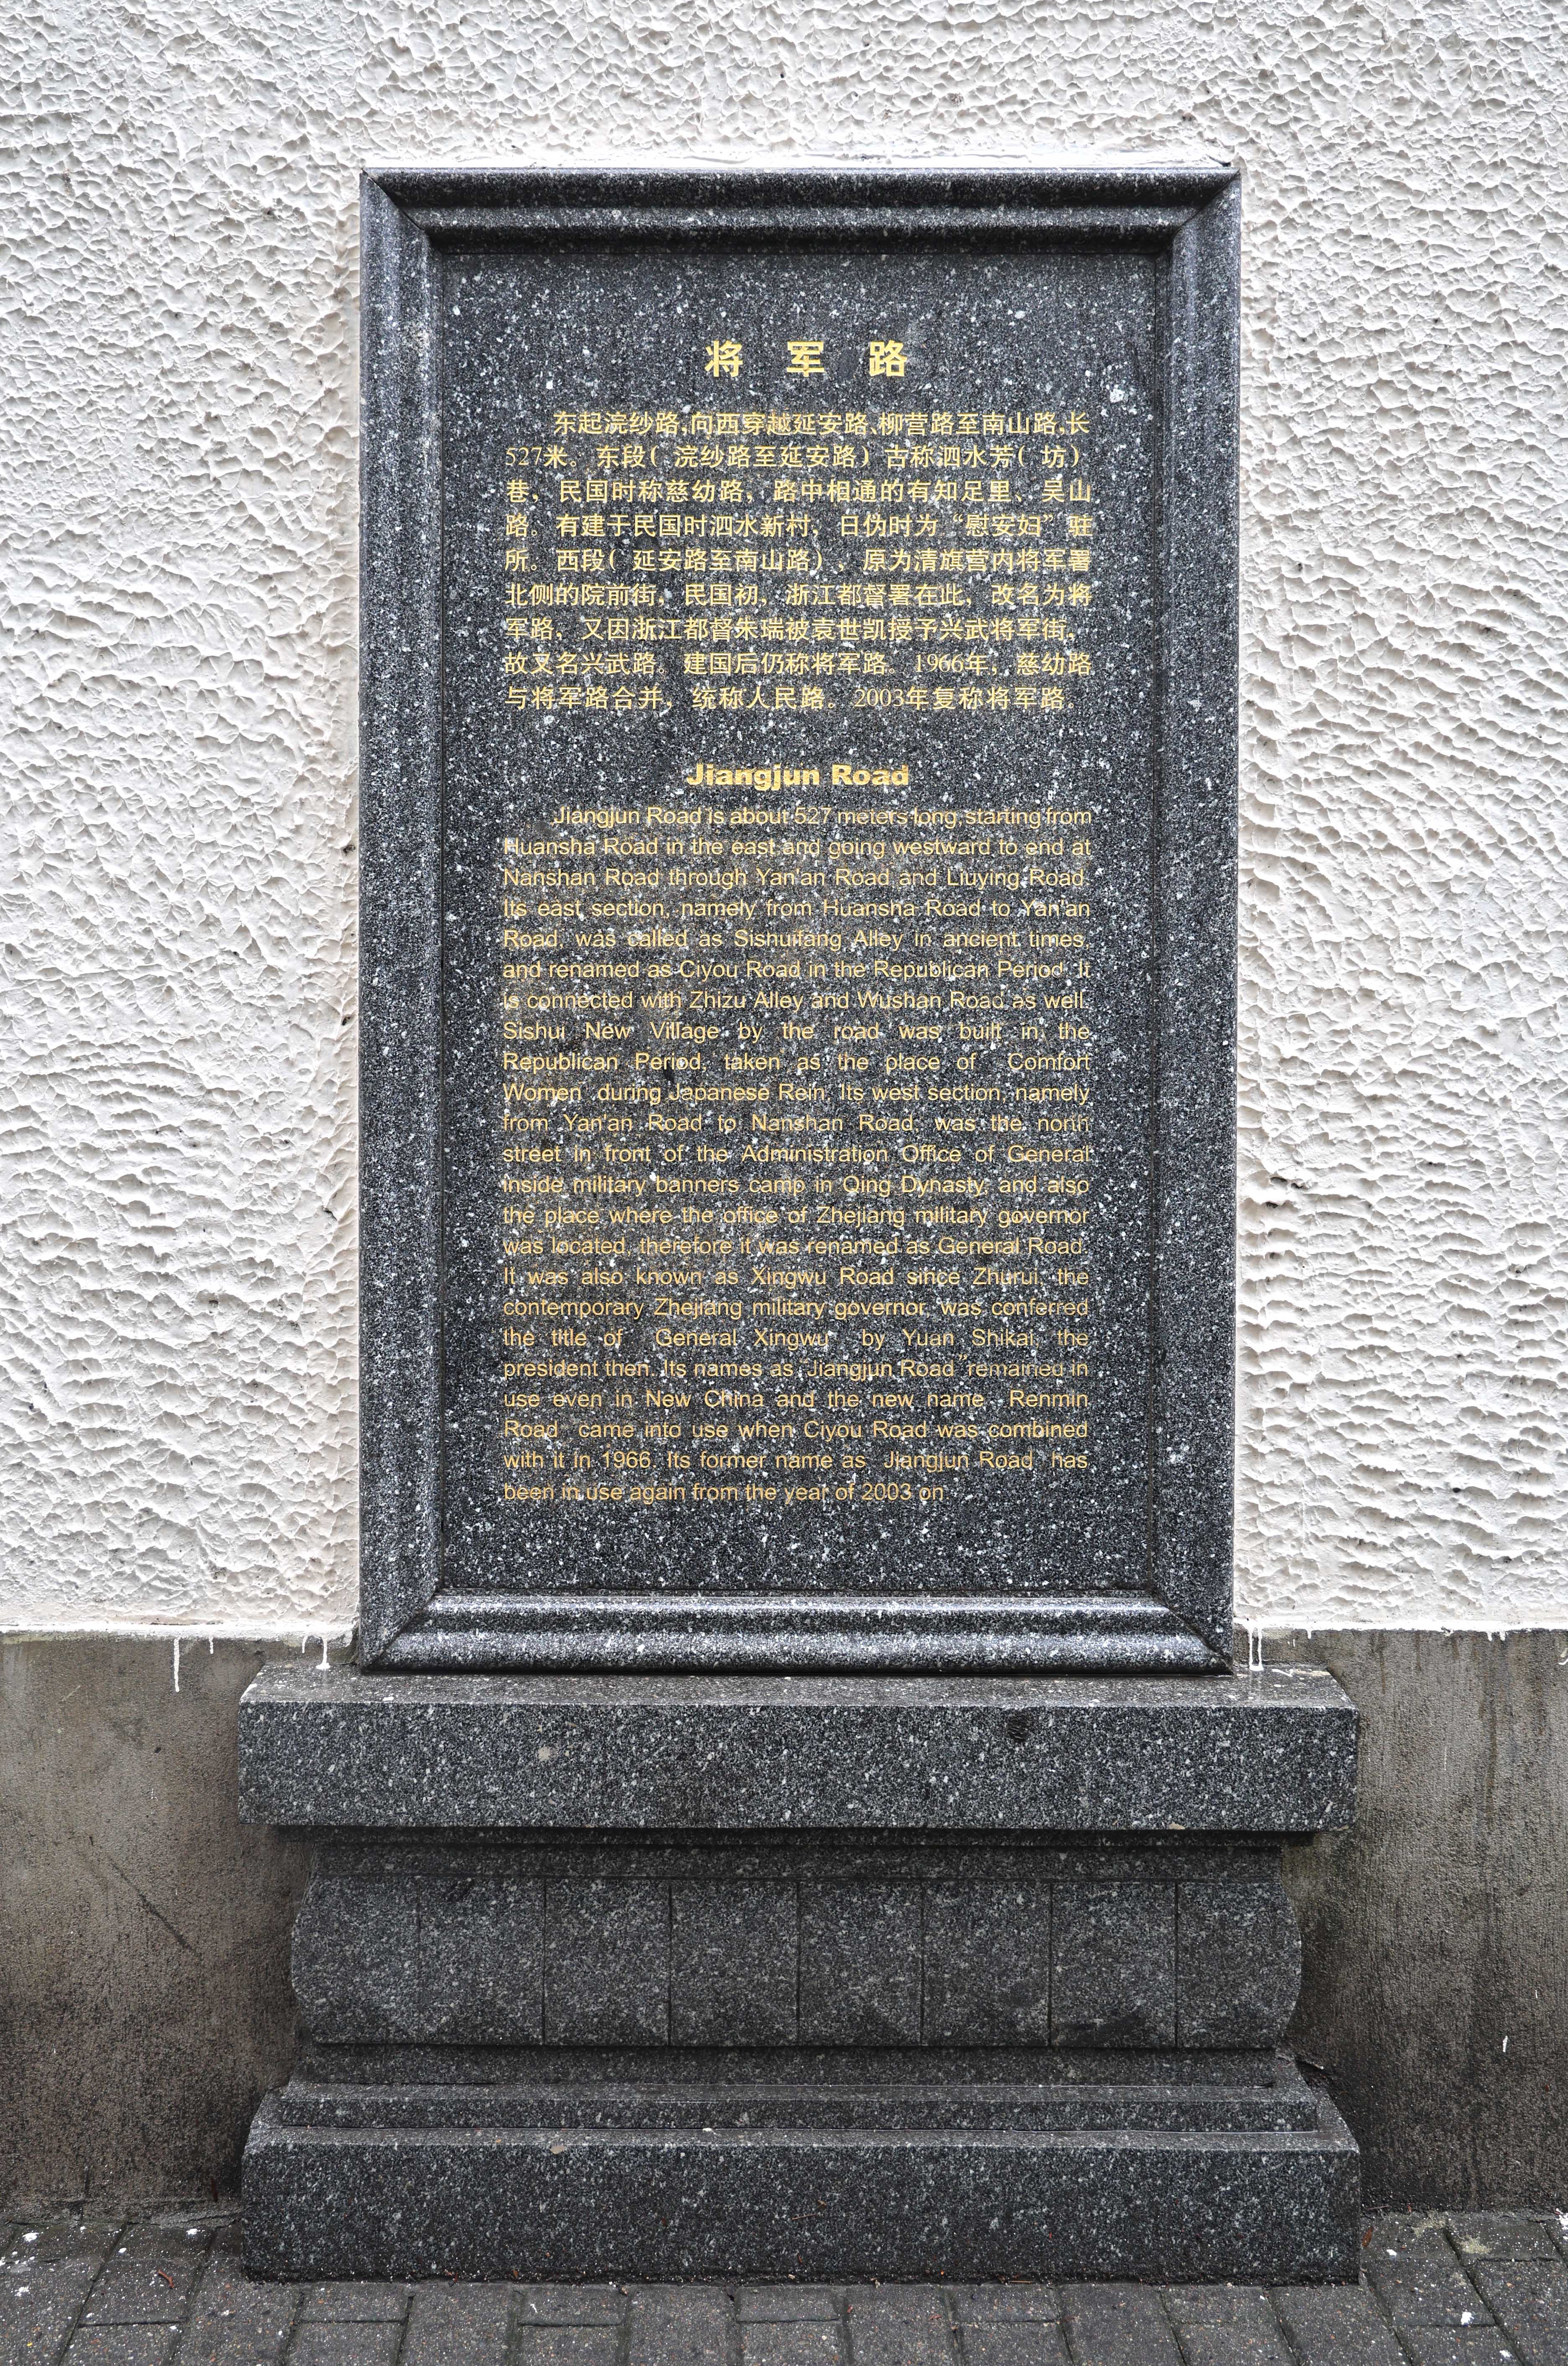 将 军 路
东起浣纱路,向西穿越延安路、柳营路至南山路,长
527米。东段（浣纱路至延安路）古称泗水芳（坊）
巷，民国时称慈幼路，路中相通的有知足里、吴山
路。有建于民国时泗水新村，日伪时为“慰安妇”驻
所。西段（延安路至南山路），原为清旗营内将军署
北侧的院前街，民国初，浙江都督署在此，改名为将
军路，又因浙江都督朱瑞被袁世凯授予兴武将军街，
故又名兴武路。建国后仍称将军路。1966年，慈幼路
与将军路合并，统称人民路。2003年复称将军路。
Jiangjun Road
Jiangjun Road is about 527 meters long starting from
Huansha Road in the east and going westward to end at
Nanshan Road through Yan'an Road and Liuying Road.
Its east section, namely from Huansha Road to Yan'an
Road, was called as Sishuifang Alley in ancient times,
and renamed as Ciyou Road in the Republican Period. It
is connected with Zhizu Alley and Wushan Road as well.
Sishui New Village by the road was built in the
Republican Period, taken as the place of Comfort
Women during Japanese Rein. Its west section, namely
from Yan'an Road to Nanshan Road, was the north
street in front of the Administration Office of General
inside military banners camp in Qing Dynasty, and also
the place where the office of Zhejiang military governor
was located, therefore it was renamed as General Road.
It was also known as Xingwu Road since Zhurui, the
contemporary Zhejiang military governor, was conferred
the title of General Xingwu by Yuan Shikai, the
president then. Its names as "Jiangjun Road" remained in
use even in New China and the new name Renmin
Road came into use when Ciyou Road was combined
with it in 1966. Its former name as Jiangjun Road has
been in use again from the year of 2003 on